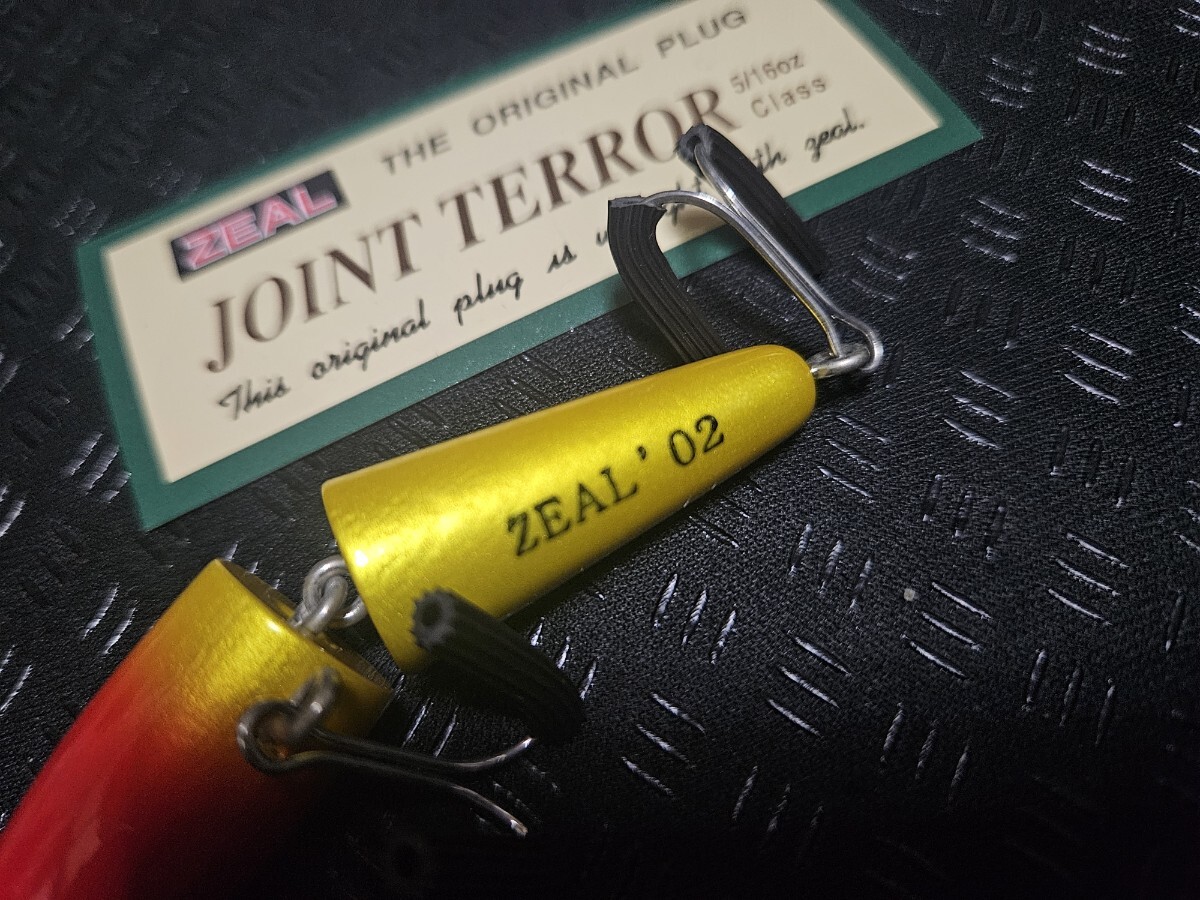 THE ORIGINAL PLUG
ZEAL
JOINT TERROR 5/16oz
Class
This original plug is zeal.
ZEAL '02